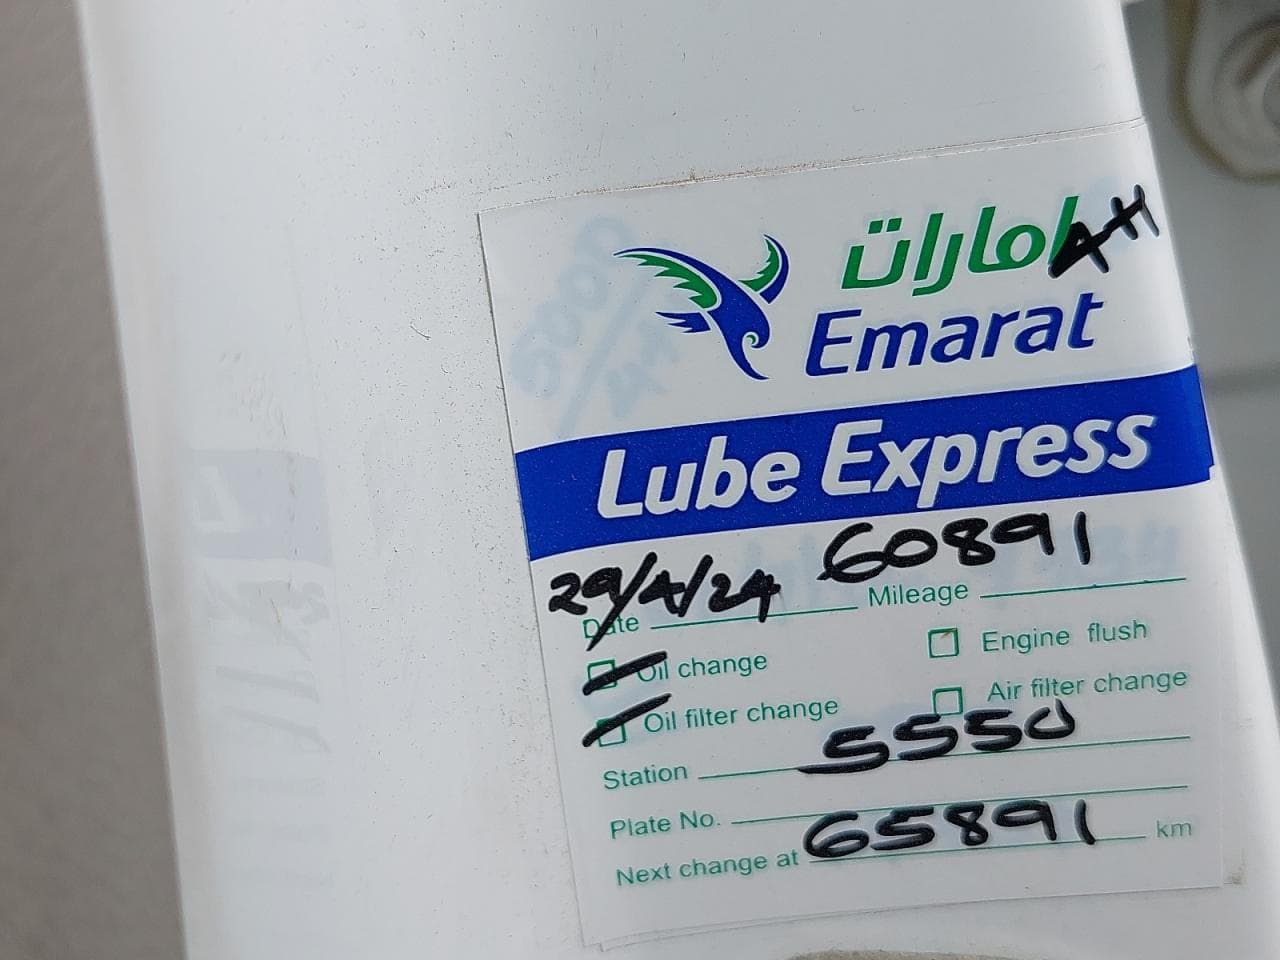 امارات AH
Emarat
Lube Express
29/4/24 60891
Date Mileage
Oil change Engine flush
Oil filter change Air filter change
Station 5550
Plate No.
Next change at 65891 km